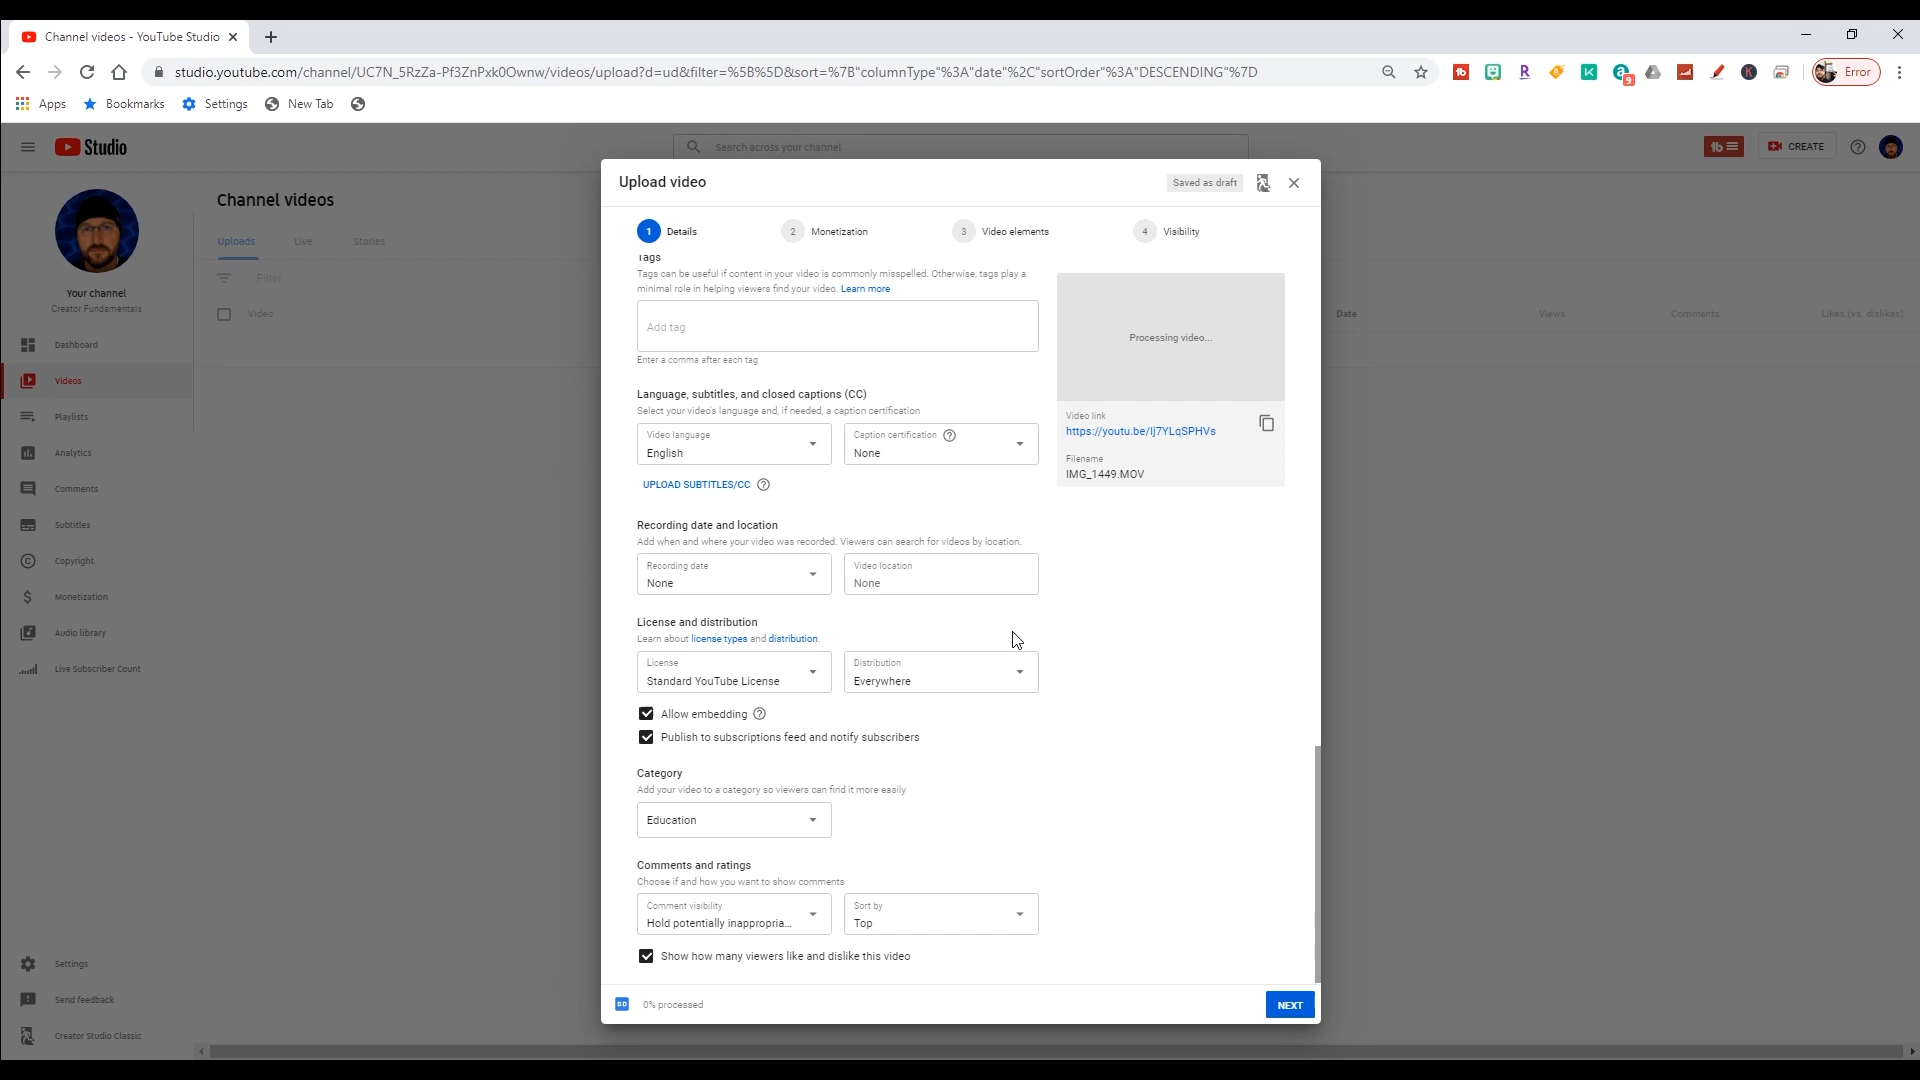 Channel videos - YouTube Studio
studio.youtube.com/channel/UC7N_5RzZa-Pf3ZnPxk0Ownw/videos/upload?d=ud&filter=%5B%5D&sort=%7B"columnType"%3A"date"%2C"sortOrder"%3A"DESCENDING"%7D
tb
R
K
a
9
K
Error
Apps
Bookmarks
Settings
New Tab
Studio
Search across your channel
tb
CREATE
Upload video
Saved as draft
Channel videos
1 Details
2 Monetization
3 Video elements
4 Visibility
Uploads
Live
Stories
Filter
Your channel
Creator Fundamentals
Video
Date
Views
Comments
Likes (vs. dislikes)
Dashboard
Videos
Playlists
Analytics
Comments
Subtitles
Copyright
Monetization
Audio library
Live Subscriber Count
Settings
Send feedback
Creator Studio Classic
Tags
Tags can be useful if content in your video is commonly misspelled. Otherwise, tags play a
minimal role in helping viewers find your video. Learn more
Add tag
Enter a comma after each tag
Processing video...
Video link
https://youtu.be/Ij7YLqSPHVs
Filename
IMG_1449.MOV
Language, subtitles, and closed captions (CC)
Select your video's language and, if needed, a caption certification
Video language
English
Caption certification
None
UPLOAD SUBTITLES/CC
Recording date and location
Add when and where your video was recorded. Viewers can search for videos by location.
Recording date
None
Video location
None
License and distribution
Learn about license types and distribution.
License
Standard YouTube License
Distribution
Everywhere
Allow embedding
Publish to subscriptions feed and notify subscribers
Category
Add your video to a category so viewers can find it more easily
Education
Comments and ratings
Choose if and how you want to show comments
Comment visibility
Hold potentially inappropria...
Sort by
Top
Show how many viewers like and dislike this video
SD
0% processed
NEXT